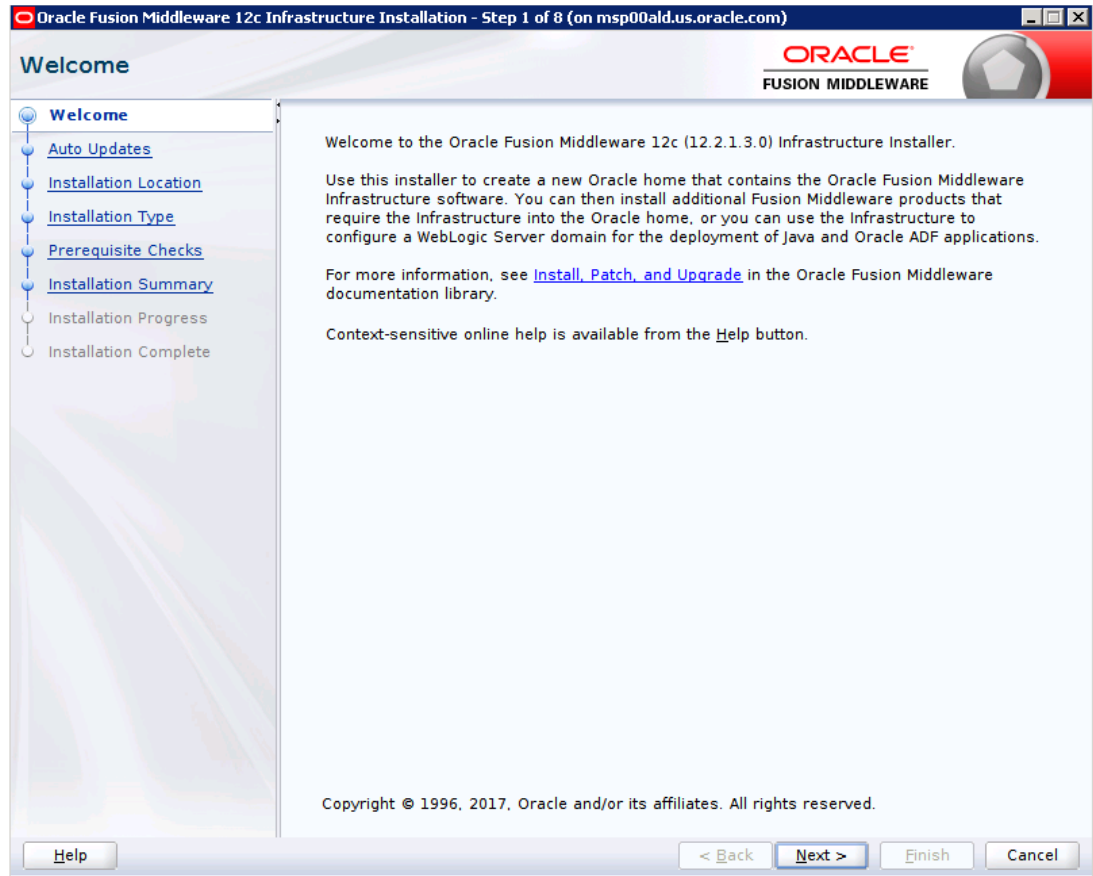 Oracle Fusion Middleware 12c Infrastructure Installation - Step 1 of 8 (on msp00ald.us.oracle.com)
Welcome
ORACLE
FUSION MIDDLEWARE
Welcome
Auto Updates
Installation Location
Installation Type
Prerequisite Checks
Installation Summary
Installation Progress
Installation Complete
Welcome to the Oracle Fusion Middleware 12c (12.2.1.3.0) Infrastructure Installer.
Use this installer to create a new Oracle home that contains the Oracle Fusion Middleware
Infrastructure software. You can then install additional Fusion Middleware products that
require the Infrastructure into the Oracle home, or you can use the Infrastructure to
configure a WebLogic Server domain for the deployment of Java and Oracle ADF applications.
For more information, see Install, Patch, and Upgrade in the Oracle Fusion Middleware
documentation library.
Context-sensitive online help is available from the Help button.
Copyright © 1996, 2017, Oracle and/or its affiliates. All rights reserved.
Help
< Back
Next >
Finish
Cancel